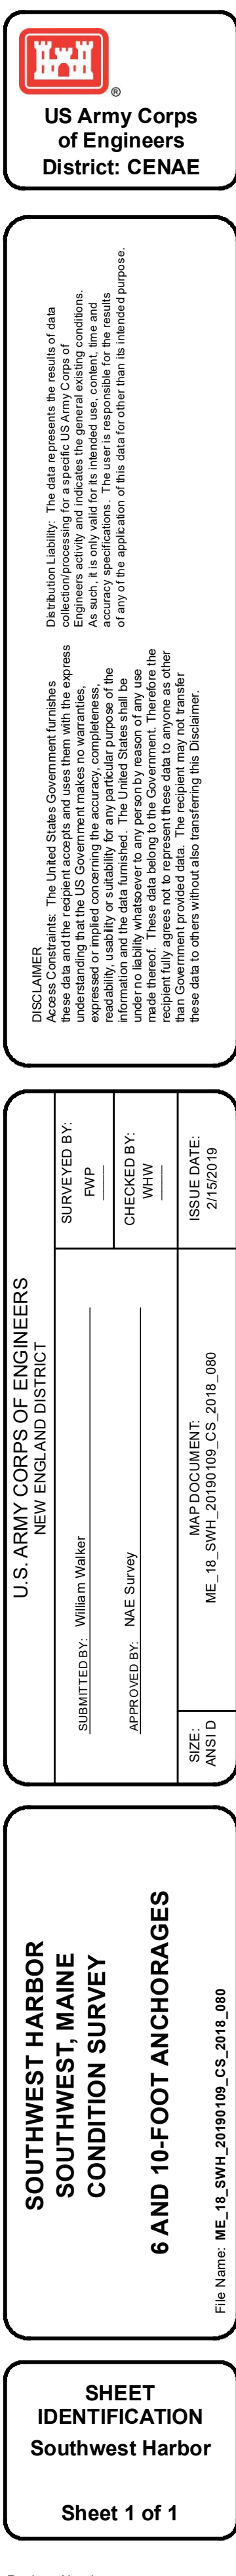 ®
US Army Corps
of Engineers
District: CENAE
DISCLAIMER
Access Constraints: The United States Government furnishes
these data and the recipient accepts and uses them with the express
understanding that the US Government makes no warranties,
expressed or implied concerning the accuracy, completeness,
readability, usability or suitability for any particular purpose of the
information and the data furnished. The United States shall be
under no liability whatsoever to any person by reason of any use
made thereof. These data belong to the Government. Therefore the
recipient fully agrees not to represent these data to anyone as other
than Government provided data. The recipient may not transfer
these data to others without also transferring this Disclaimer.
Distribution Liability: The data represents the results of data
collection/processing for a specific US Army Corps of
Engineers activity and indicates the general existing conditions.
As such, it is only valid for its intended use, content, time and
accuracy specifications. The user is responsible for the results
of any of the application of this data for other than its intended purpose.
U.S. ARMY CORPS OF ENGINEERS
NEW ENGLAND DISTRICT
SUBMITTED BY: William Walker
APPROVED BY: NAE Survey
SURVEYED BY:
FWP
CHECKED BY:
WHW
SIZE:
ANSI D
MAP DOCUMENT:
ME_18_SWH_20190109_CS_2018_080
ISSUE DATE:
2/15/2019
SOUTHWEST HARBOR
SOUTHWEST, MAINE
CONDITION SURVEY
6 AND 10-FOOT ANCHORAGES
File Name: ME_18_SWH_20190109_CS_2018_080
SHEET
IDENTIFICATION
Southwest Harbor
Sheet 1 of 1